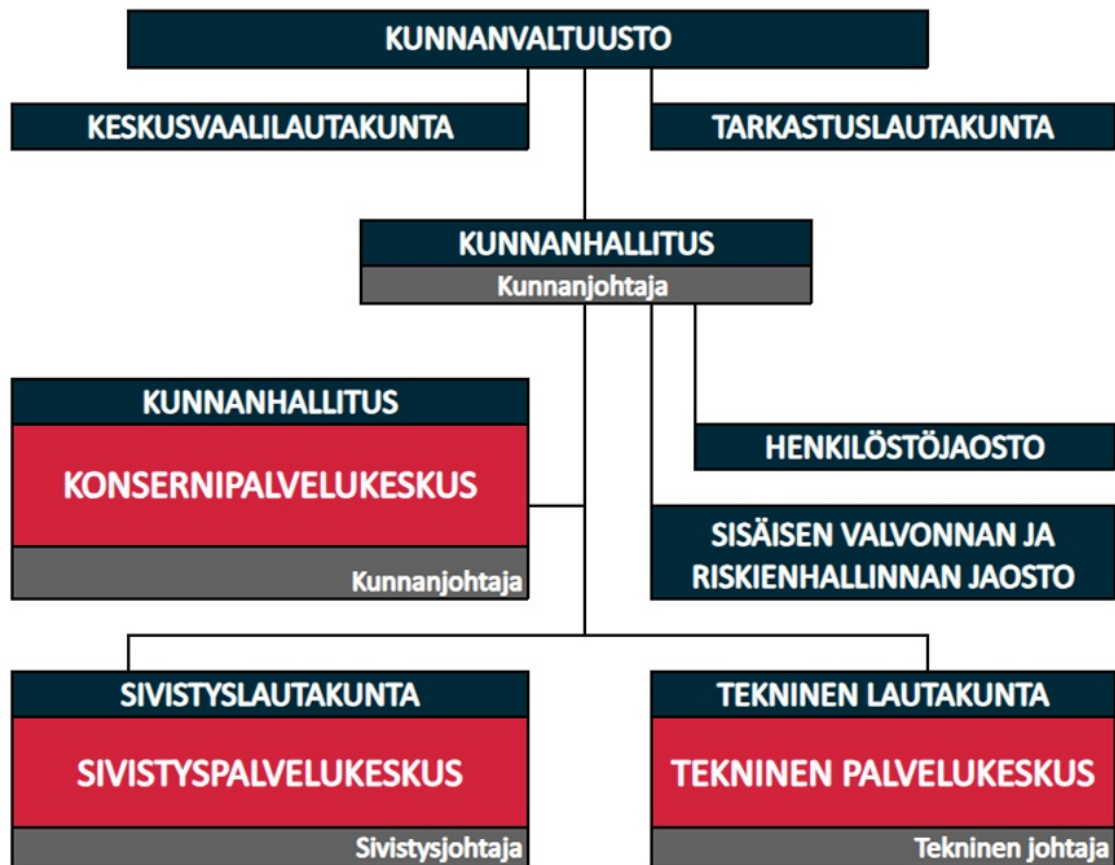 KUNNANVALTUUSTO
KESKUSVAALILAUTAKUNTA
TARKASTUSLAUTAKUNTA
KUNNANHALLITUS
Kunnanjohtaja
KUNNANHALLITUS
KONSERNIPALVELUKESKUS
Kunnanjohtaja
HENKILÖSTÖJAOSTO
SISÄISEN VALVONNAN JA
RISKIENHALLINNAN JAOSTO
SIVISTYSLAUTAKUNTA
SIVISTYSPALVELUKESKUS
Sivistysjohtaja
TEKNINEN LAUTAKUNTA
TEKNINEN PALVELUKESKUS
Tekninen johtaja